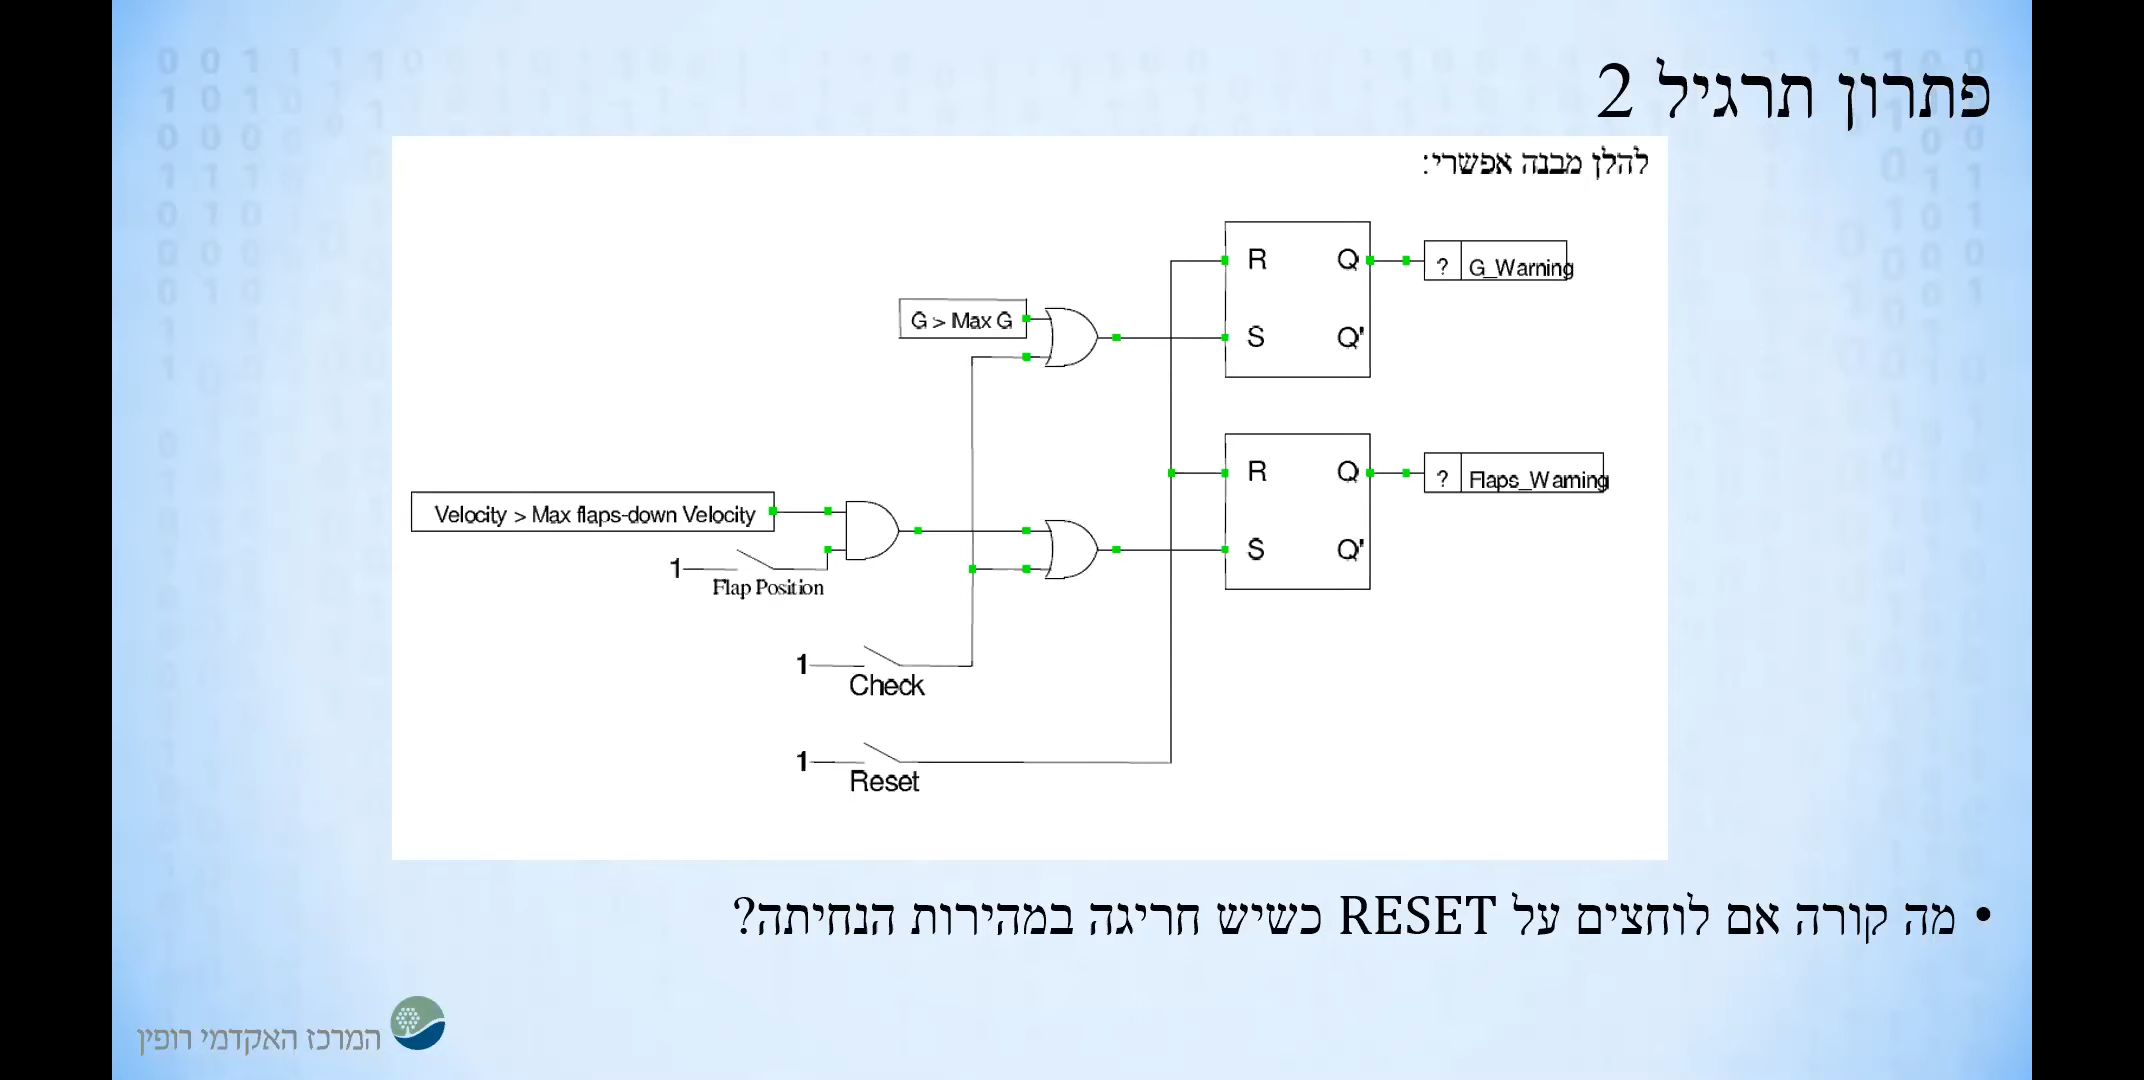 פתרון תרגיל 2
להלן מבנה אפשרי:
R Q
? G_Warning
G > Max G
S Q'
R Q
? Flaps_Warning
Velocity > Max flaps-down Velocity
S Q'
1
Flap Position
1
Check
1
Reset
• מה קורה אם לוחצים על RESET כשיש חריגה במהירות הנחיתה?
המרכז האקדמי רופין